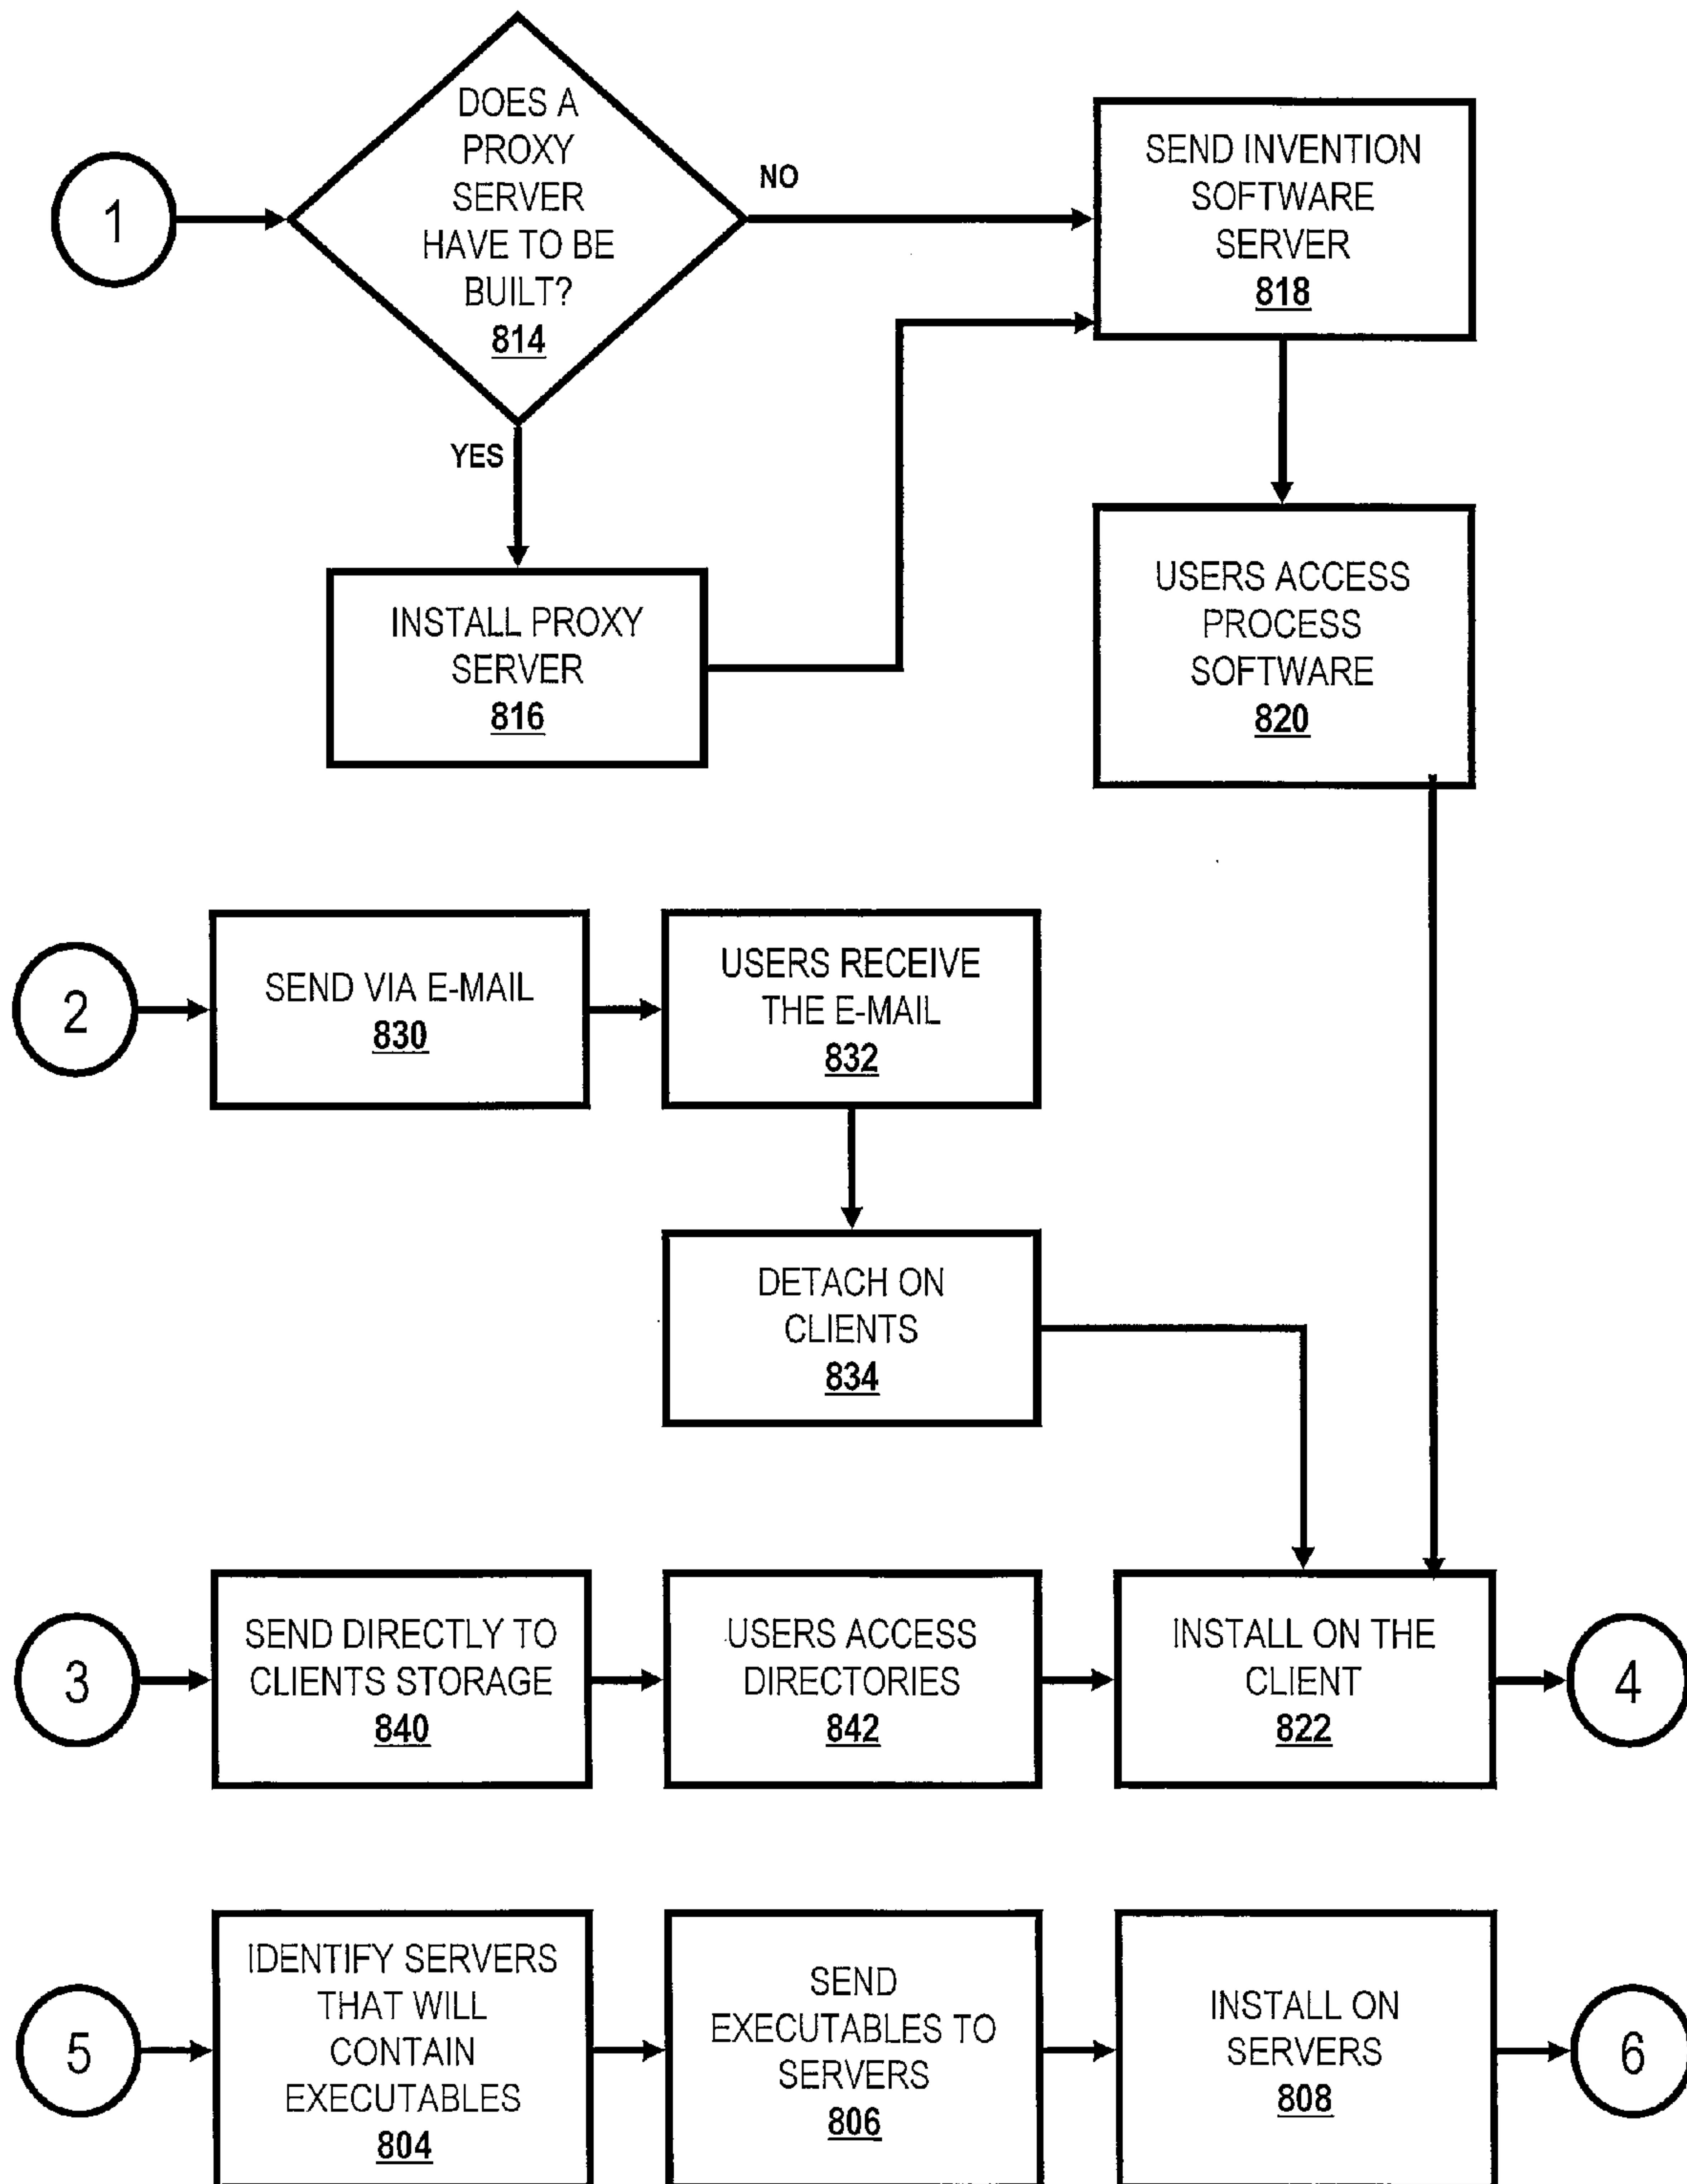 1
DOES A
PROXY
SERVER
HAVE TO BE
BUILT?
814
NO
YES
SEND INVENTION
SOFTWARE
SERVER
818
INSTALL PROXY
SERVER
816
USERS ACCESS
PROCESS
SOFTWARE
820
2
SEND VIA E-MAIL
830
USERS RECEIVE
THE E-MAIL
832
DETACH ON
CLIENTS
834
3
SEND DIRECTLY TO
CLIENTS STORAGE
840
USERS ACCESS
DIRECTORIES
842
INSTALL ON THE
CLIENT
822
4
5
IDENTIFY SERVERS
THAT WILL
CONTAIN
EXECUTABLES
804
SEND
EXECUTABLES TO
SERVERS
806
INSTALL ON
SERVERS
808
6